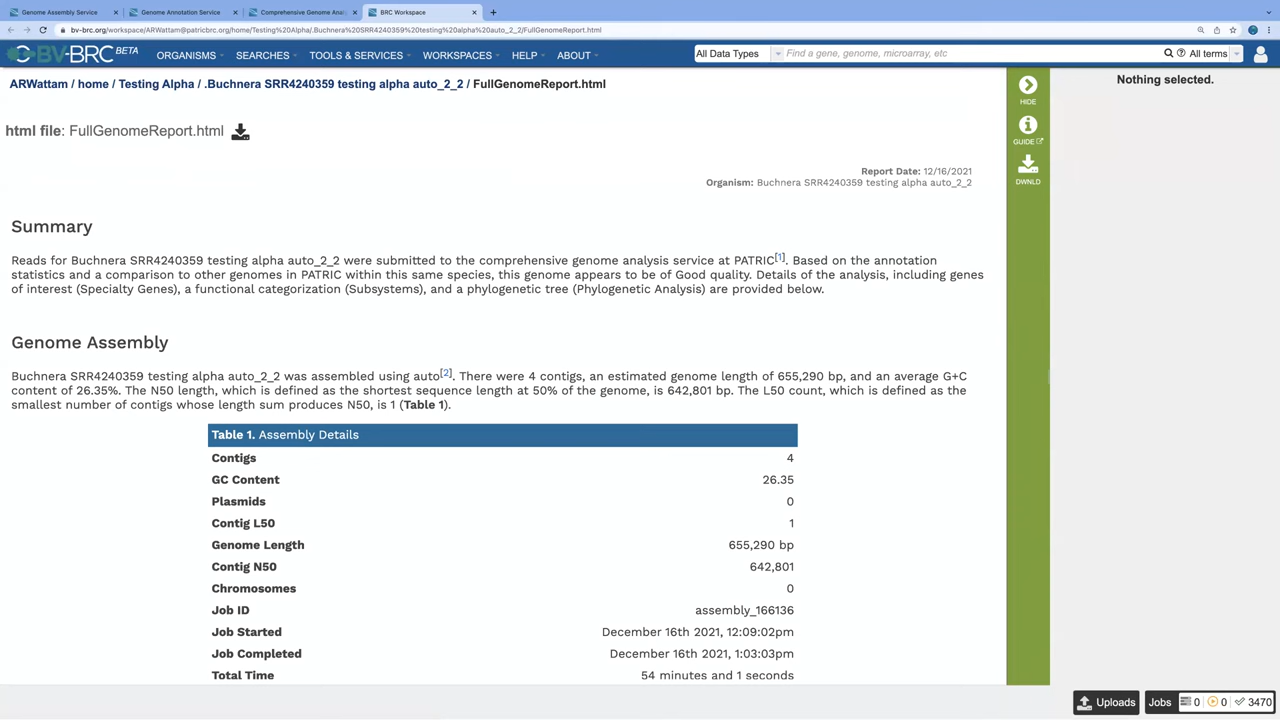 Genome Assembly Service
Genome Annotation Service
Comprehensive Genome Anal
BRC Workspace
bv-brc.org/workspace/ARWattam@patricbrc.org/home/Testing%20Alpha/.Buchnera%20SRR4240359%20testing%20alpha%20auto_2_2/FullGenomeReport.html
BV-BRC BETA
ORGANISMS
SEARCHES
TOOLS & SERVICES
WORKSPACES
HELP
ABOUT
All Data Types
Find a gene, genome, microarray, etc
All terms
ARWattam / home / Testing Alpha / .Buchnera SRR4240359 testing alpha auto_2_2 / FullGenomeReport.html
HIDE
GUIDE
DWNLD
Nothing selected.
html file: FullGenomeReport.html
Report Date: 12/16/2021
Organism: Buchnera SRR4240359 testing alpha auto_2_2
Summary
Reads for Buchnera SRR4240359 testing alpha auto_2_2 were submitted to the comprehensive genome analysis service at PATRIC[1]. Based on the annotation
statistics and a comparison to other genomes in PATRIC within this same species, this genome appears to be of Good quality. Details of the analysis, including genes
of interest (Specialty Genes), a functional categorization (Subsystems), and a phylogenetic tree (Phylogenetic Analysis) are provided below.
Genome Assembly
Buchnera SRR4240359 testing alpha auto_2_2 was assembled using auto[2]. There were 4 contigs, an estimated genome length of 655,290 bp, and an average G+C
content of 26.35%. The N50 length, which is defined as the shortest sequence length at 50% of the genome, is 642,801 bp. The L50 count, which is defined as the
smallest number of contigs whose length sum produces N50, is 1 (Table 1).
Table 1. Assembly Details
Contigs 4
GC Content 26.35
Plasmids 0
Contig L50 1
Genome Length 655,290 bp
Contig N50 642,801
Chromosomes 0
Job ID assembly_166136
Job Started December 16th 2021, 12:09:02pm
Job Completed December 16th 2021, 1:03:03pm
Total Time 54 minutes and 1 seconds
Uploads
Jobs 0 0 3470